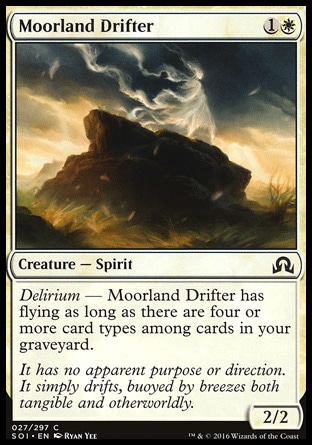 Moorland Drifter 1
Creature — Spirit
Delirium — Moorland Drifter has
flying as long as there are four or
more card types among cards in your
graveyard.
It has no apparent purpose or direction.
It simply drifts, buoyed by breezes both
tangible and otherworldly.
2/2
027/297 C
SOI • EN Ryan Yee
™ & © 2016 Wizards of the Coast